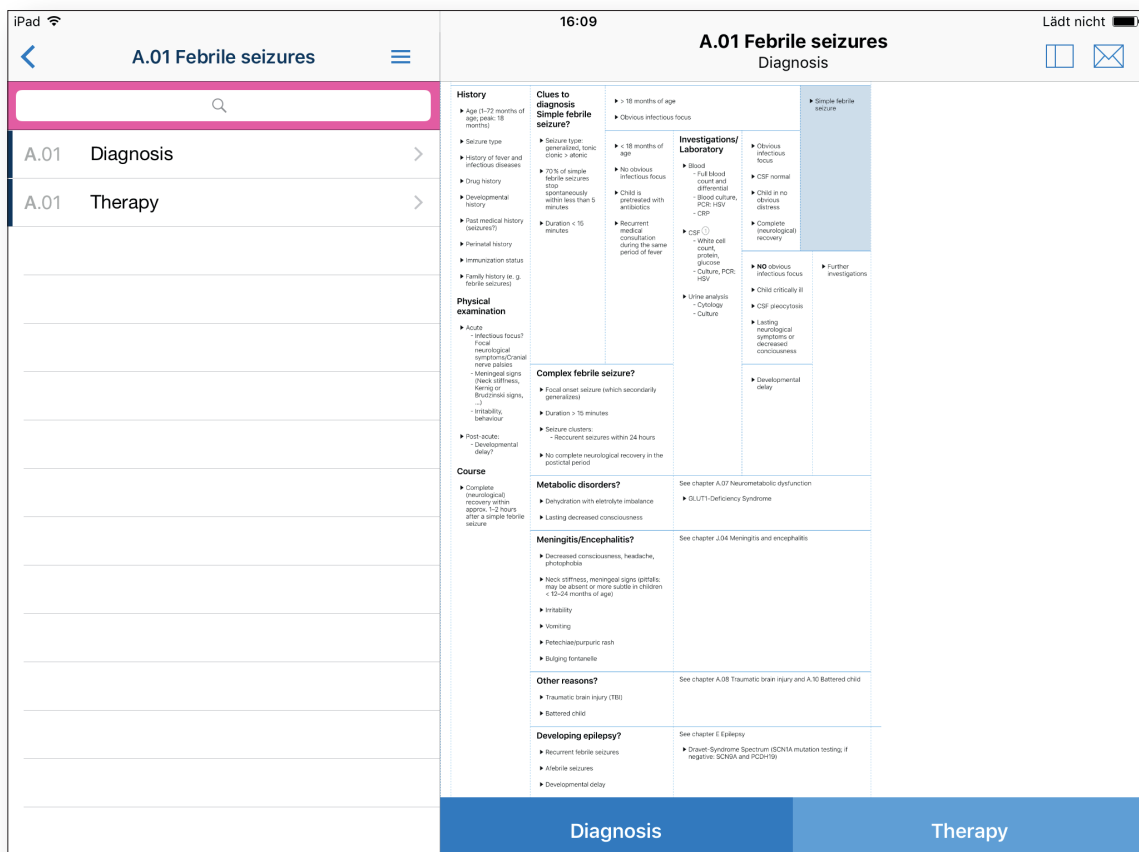 iPad
16:09
Lädt nicht
A.01 Febrile seizures
A.01 Diagnosis
A.01 Therapy
A.01 Febrile seizures
Diagnosis
History
Age (1–72 months of
age; peak: 18
months)
Seizure type
History of fever and
infectious diseases
Drug history
Developmental
history
Past medical history
(seizures?)
Perinatal history
Immunization status
Family history (e. g.
febrile seizures)
Physical
examination
Acute
- Infectious focus?
Focal
neurological
symptoms/Cranial
nerve palsies
- Meningeal signs
(Neck stiffness,
Kernig or
Brudzinski signs,
...)
- Irritability,
behaviour
Post-acute:
- Developmental
delay?
Course
Complete
(neurological)
recovery within
approx. 1–2 hours
after a simple febrile
seizure
Clues to
diagnosis
Simple febrile
seizure?
Seizure type:
generalized, tonic
clonic > atonic
70 % of simple
febrile seizures
stop
spontaneously
within less than 5
minutes
Duration < 15
minutes
> 18 months of age
Obvious infectious focus
Simple febrile
seizure
< 18 months of
age
No obvious
infectious focus
Child is
pretreated with
antibiotics
Recurrent
medical
consultation
during the same
period of fever
Investigations/
Laboratory
Blood
- Full blood
count and
differential
- Blood culture,
PCR: HSV
- CRP
CSF
- White cell
count,
protein,
glucose
- Culture, PCR:
HSV
Urine analysis
- Cytology
- Culture
Obvious
infectious
focus
CSF normal
Child in no
obvious
distress
Complete
(neurological)
recovery
NO obvious
infectious focus
Child critically ill
CSF pleocytosis
Lasting
neurological
symptoms or
decreased
conciousness
Further
investigations
Developmental
delay
Complex febrile seizure?
Focal onset seizure (which secondarily
generalizes)
Duration ≥ 15 minutes
Seizure clusters:
- Reccurent seizures within 24 hours
No complete neurological recovery in the
postictal period
Metabolic disorders?
Dehydration with eletrolyte imbalance
Lasting decreased consciousness
See chapter A.07 Neurometabolic dysfunction
GLUT1-Deficiency Syndrome
Meningitis/Encephalitis?
Decreased consciousness, headache,
photophobia
Neck stiffness, meningeal signs (pitfalls:
may be absent or more subtle in children
< 12–24 months of age)
Irritability
Vomiting
Petechiae/purpuric rash
Bulging fontanelle
See chapter J.04 Meningitis and encephalitis
Other reasons?
Traumatic brain injury (TBI)
Battered child
See chapter A.08 Traumatic brain injury and A.10 Battered child
Developing epilepsy?
Recurrent febrile seizures
Afebrile seizures
Developmental delay
See chapter E Epilepsy
Dravet-Syndrome Spectrum (SCN1A mutation testing; if
negative: SCN9A and PCDH19)
Diagnosis
Therapy